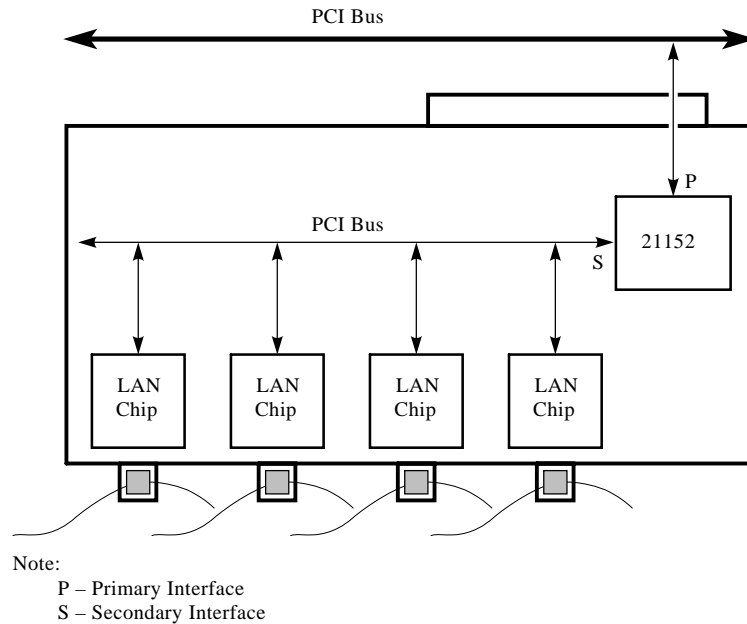 PCI Bus
P
PCI Bus
21152
S
LAN
Chip
LAN
Chip
LAN
Chip
LAN
Chip
Note:
P – Primary Interface
S – Secondary Interface